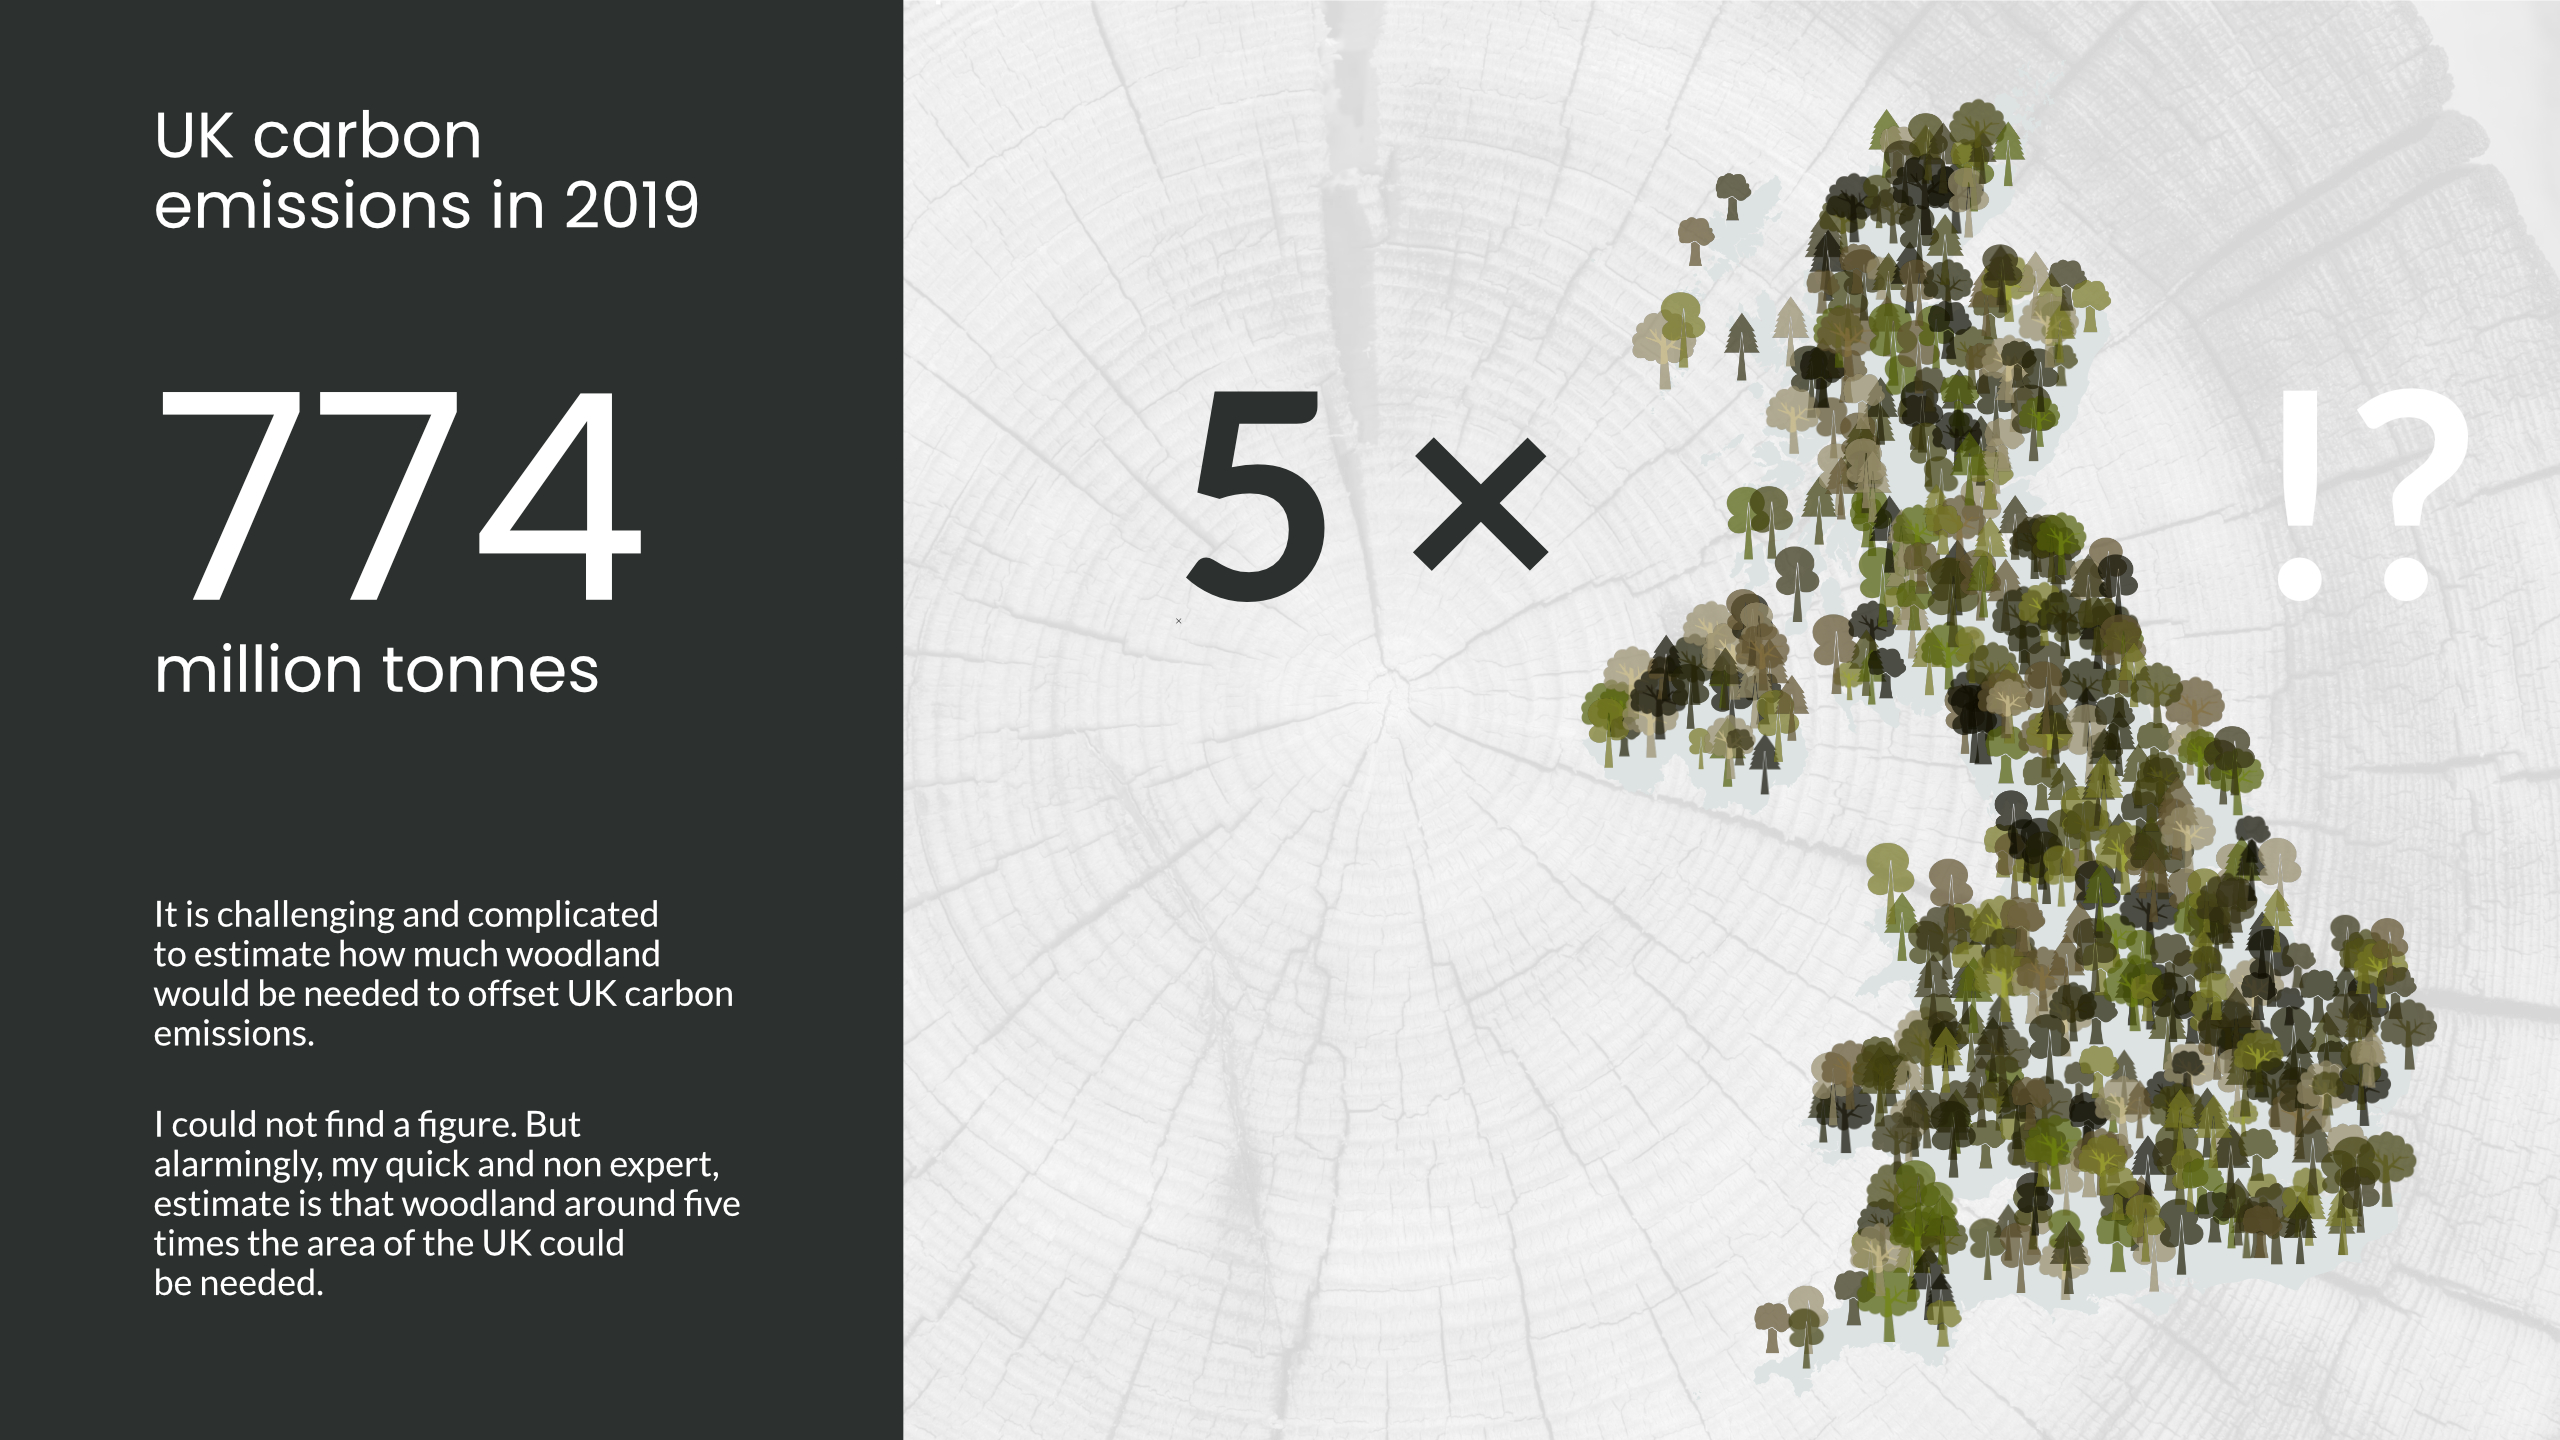 UK carbon
emissions in 2019
774
million tonnes
It is challenging and complicated
to estimate how much woodland
would be needed to offset UK carbon
emissions.
I could not find a figure. But
alarmingly, my quick and non expert,
estimate is that woodland around five
times the area of the UK could
be needed.
5 × !?
×